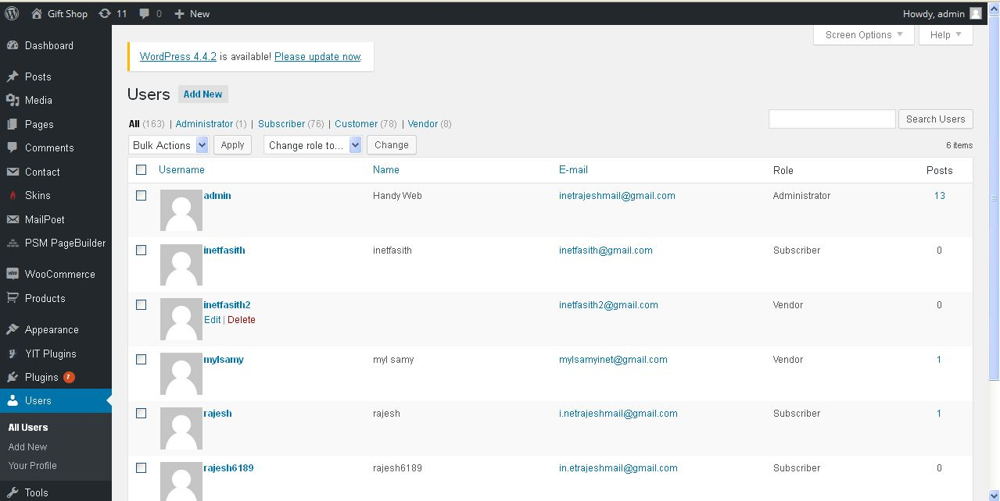 Gift Shop 11 0 New Howdy, admin
Screen Options Help
Dashboard
Posts
Media
Pages
Comments
Contact
Skins
MailPoet
PSM PageBuilder
WooCommerce
Products
Appearance
YIT Plugins
Plugins
Users
All Users
Add New
Your Profile
Tools
WordPress 4.4.2 is available! Please update now.
Users Add New
All (163) | Administrator (1) | Subscriber (76) | Customer (78) | Vendor (8)
Search Users
Bulk Actions Apply Change role to... Change
6 items
Username Name E-mail Role Posts
admin Handy Web inetrajeshmail@gmail.com Administrator 13
inetfasith inetfasith inetfasith@gmail.com Subscriber 0
inetfasith2 inetfasith2@gmail.com Vendor 0
Edit | Delete
mylsamy myl samy mylsamyinet@gmail.com Vendor 1
rajesh rajesh i.netrajeshmail@gmail.com Subscriber 1
rajesh6189 rajesh6189 in.etrajeshmail@gmail.com Subscriber 0